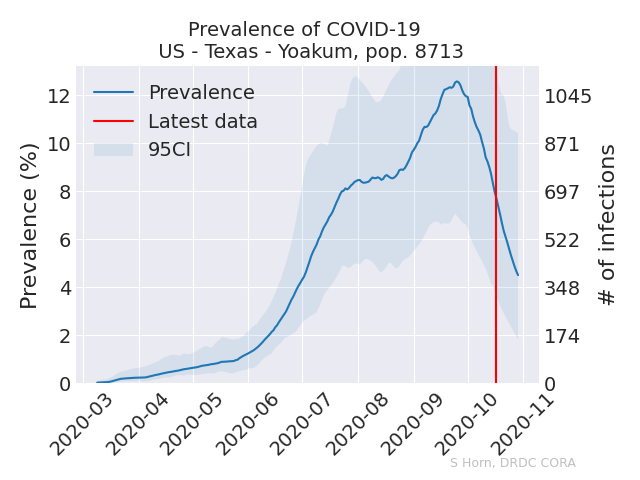 Prevalence of COVID-19
US - Texas - Yoakum, pop. 8713
Prevalence (%)
# of infections
Prevalence
Latest data
95CI
12
10
8
6
4
2
0
1045
871
697
522
348
174
0
2020-03
2020-04
2020-05
2020-06
2020-07
2020-08
2020-09
2020-10
2020-11
S Horn, DRDC CORA